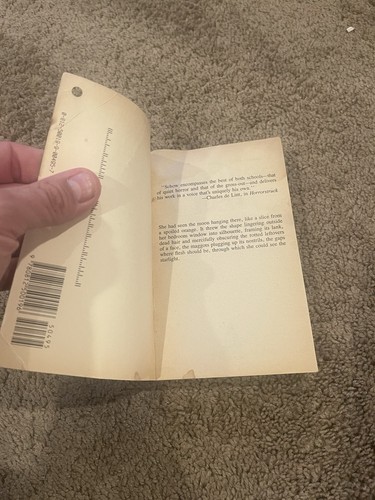 "Schow encompasses the best of both schools—that
of quiet horror and that of the gross-out—and delivers
his work in a voice that's uniquely his own."
—Charles de Lint, in Horrorstruck
She had seen the moon hanging there, like a slice from
a spoiled orange. It threw the shape lingering outside
her bedroom window into silhouette, framing its lank,
dead face and mercifully obscuring the rotted leftovers
of a face, the maggots plugging up its nostrils, the gaps
where flesh should be, through which she could see the
starlight.
50495